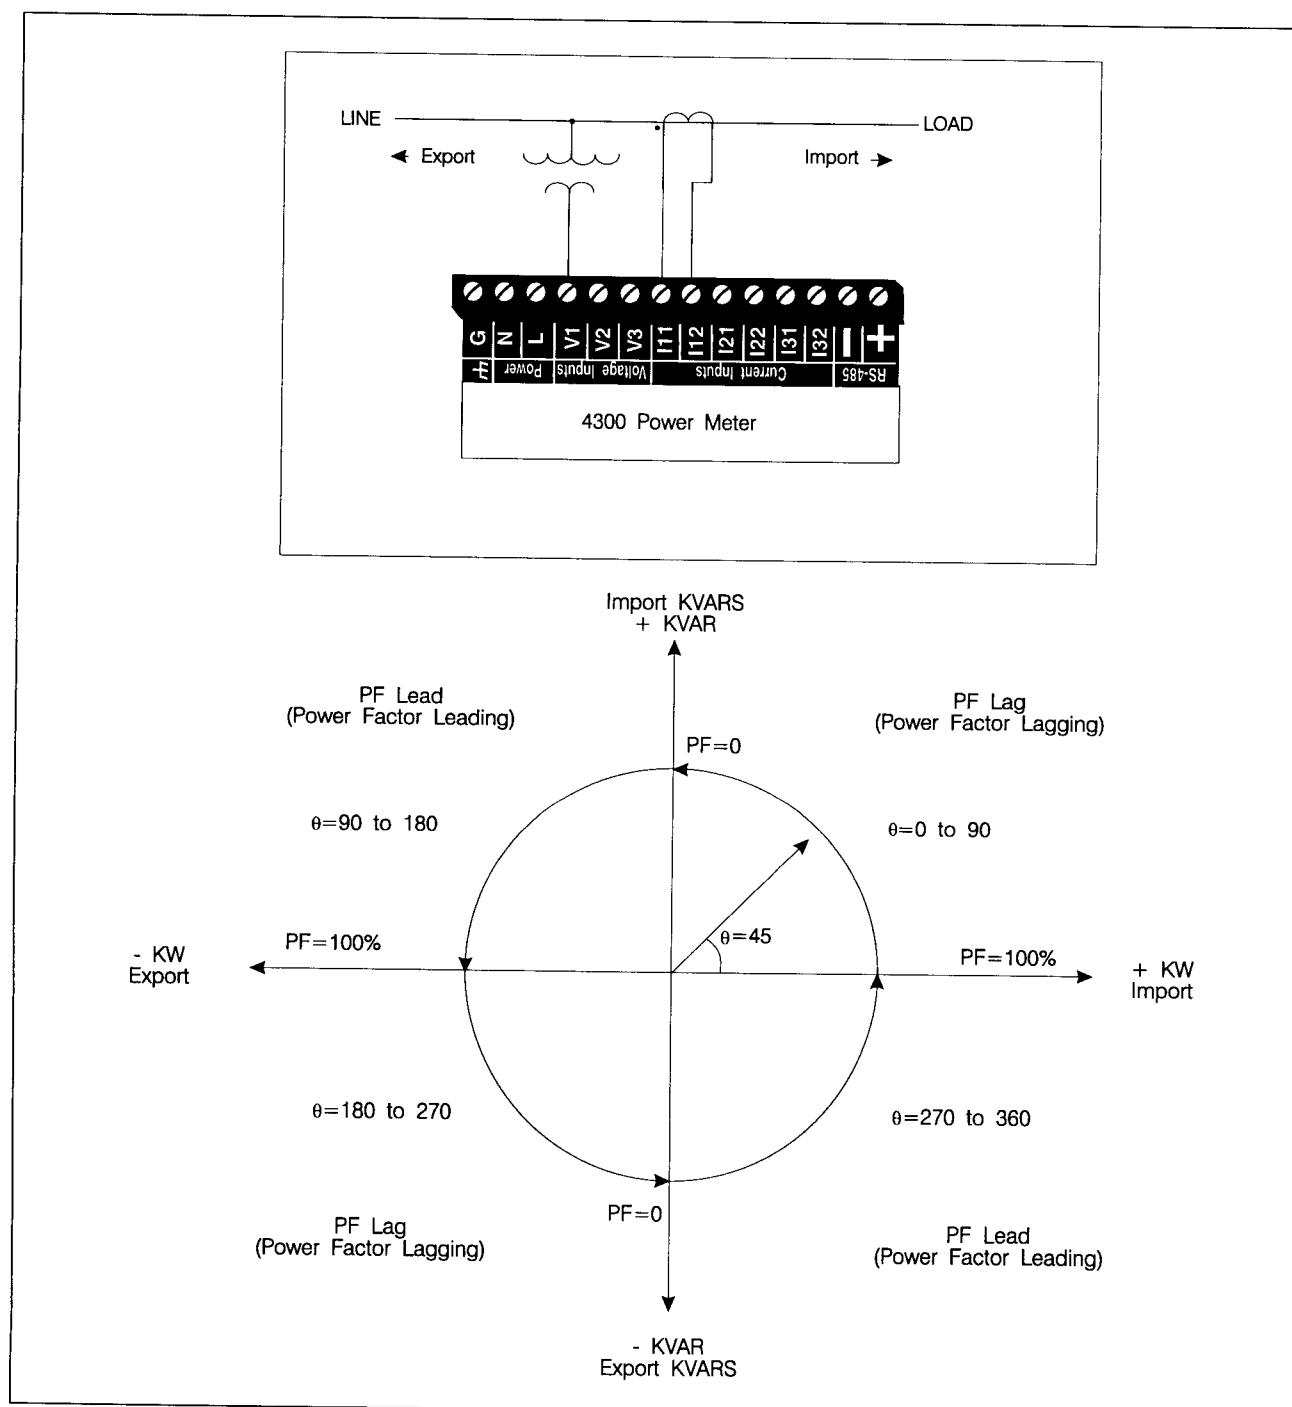 LINE
LOAD
Export
Import
G N L V1 V2 V3 I11 I12 I21 I22 I31 I32 − +
Power Voltage Inputs Current Inputs RS-485
4300 Power Meter
Import KVARS
+ KVAR
PF Lead
(Power Factor Leading)
PF Lag
(Power Factor Lagging)
PF=0
θ=90 to 180
θ=0 to 90
θ=45
- KW
Export
PF=100%
PF=100%
+ KW
Import
θ=180 to 270
θ=270 to 360
PF=0
PF Lag
(Power Factor Lagging)
PF Lead
(Power Factor Leading)
- KVAR
Export KVARS